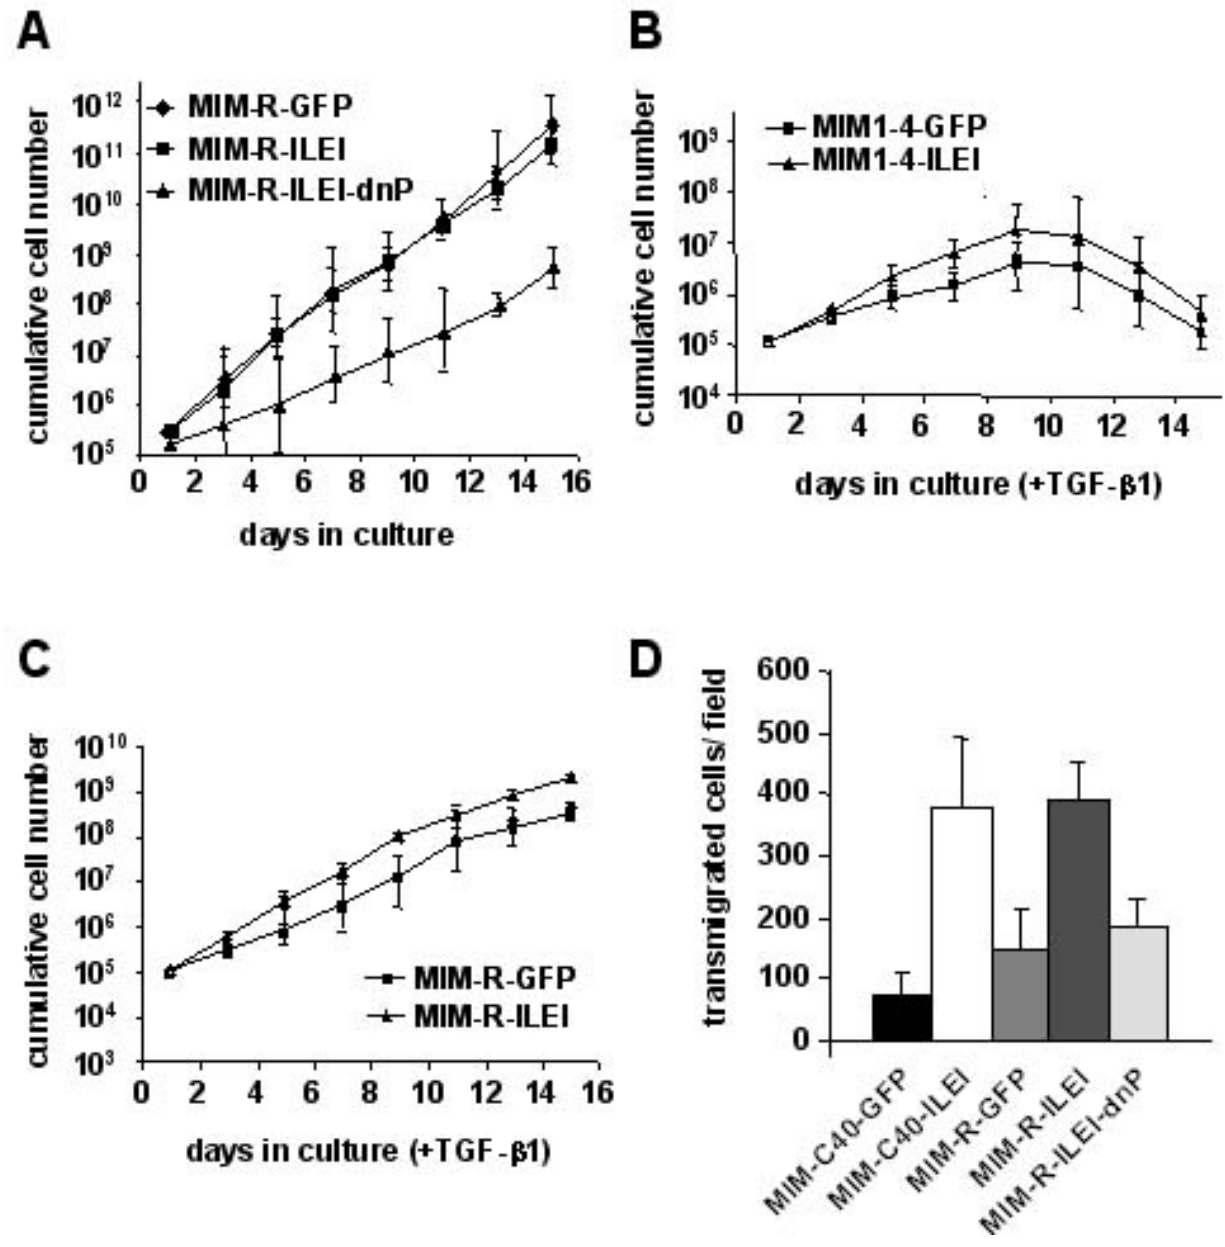 A
cumulative cell number
10^12
10^11
10^10
10^9
10^8
10^7
10^6
10^5
MIM-R-GFP
MIM-R-ILEI
MIM-R-ILEI-dnP
0 2 4 6 8 10 12 14 16
days in culture
B
cumulative cell number
10^9
10^8
10^7
10^6
10^5
10^4
MIM1-4-GFP
MIM1-4-ILEI
0 2 4 6 8 10 12 14
days in culture (+TGF-β1)
C
cumulative cell number
10^10
10^9
10^8
10^7
10^6
10^5
10^4
10^3
MIM-R-GFP
MIM-R-ILEI
0 2 4 6 8 10 12 14 16
days in culture (+TGF-β1)
D
transmigrated cells/ field
600
500
400
300
200
100
0
MIM-C40-GFP
MIM-C40-ILEI
MIM-R-GFP
MIM-R-ILEI
MIM-R-ILEI-dnP